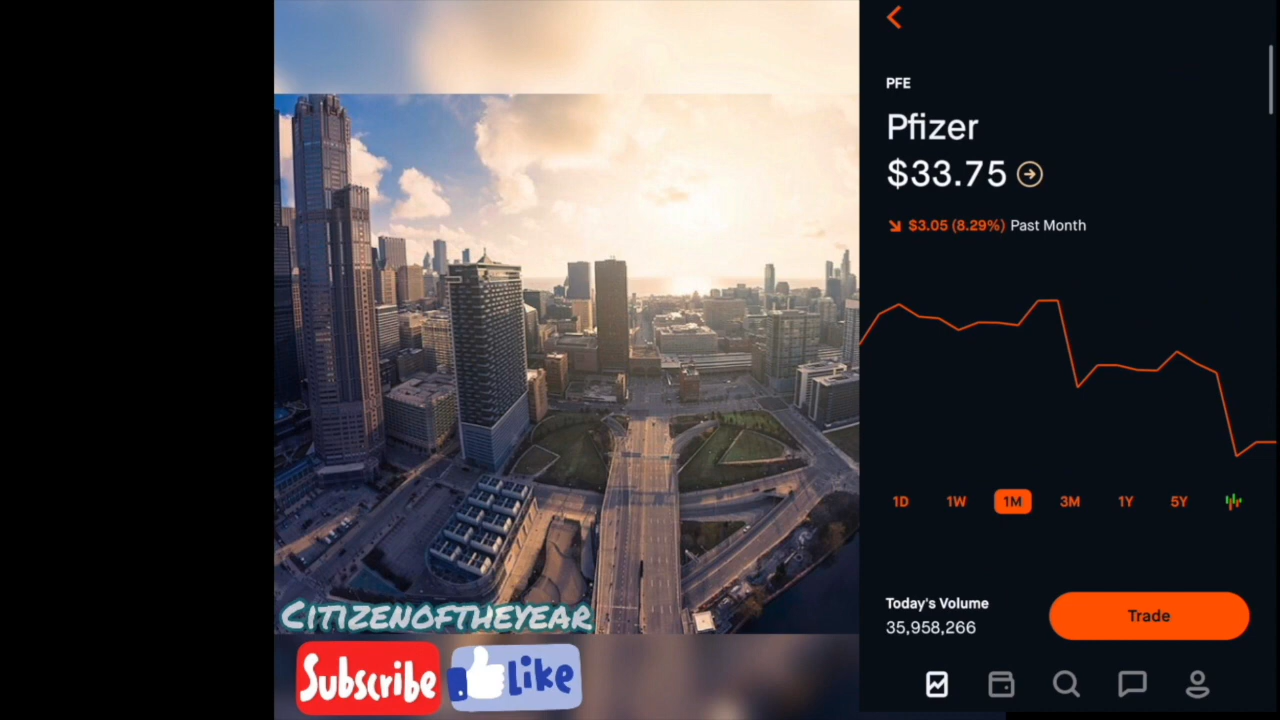 PFE
Pfizer
$33.75
$3.05 (8.29%) Past Month
1D 1W 1M 3M 1Y 5Y
Today's Volume
35,958,266
Trade
CITIZENOFTHEYEAR
Subscribe
Like